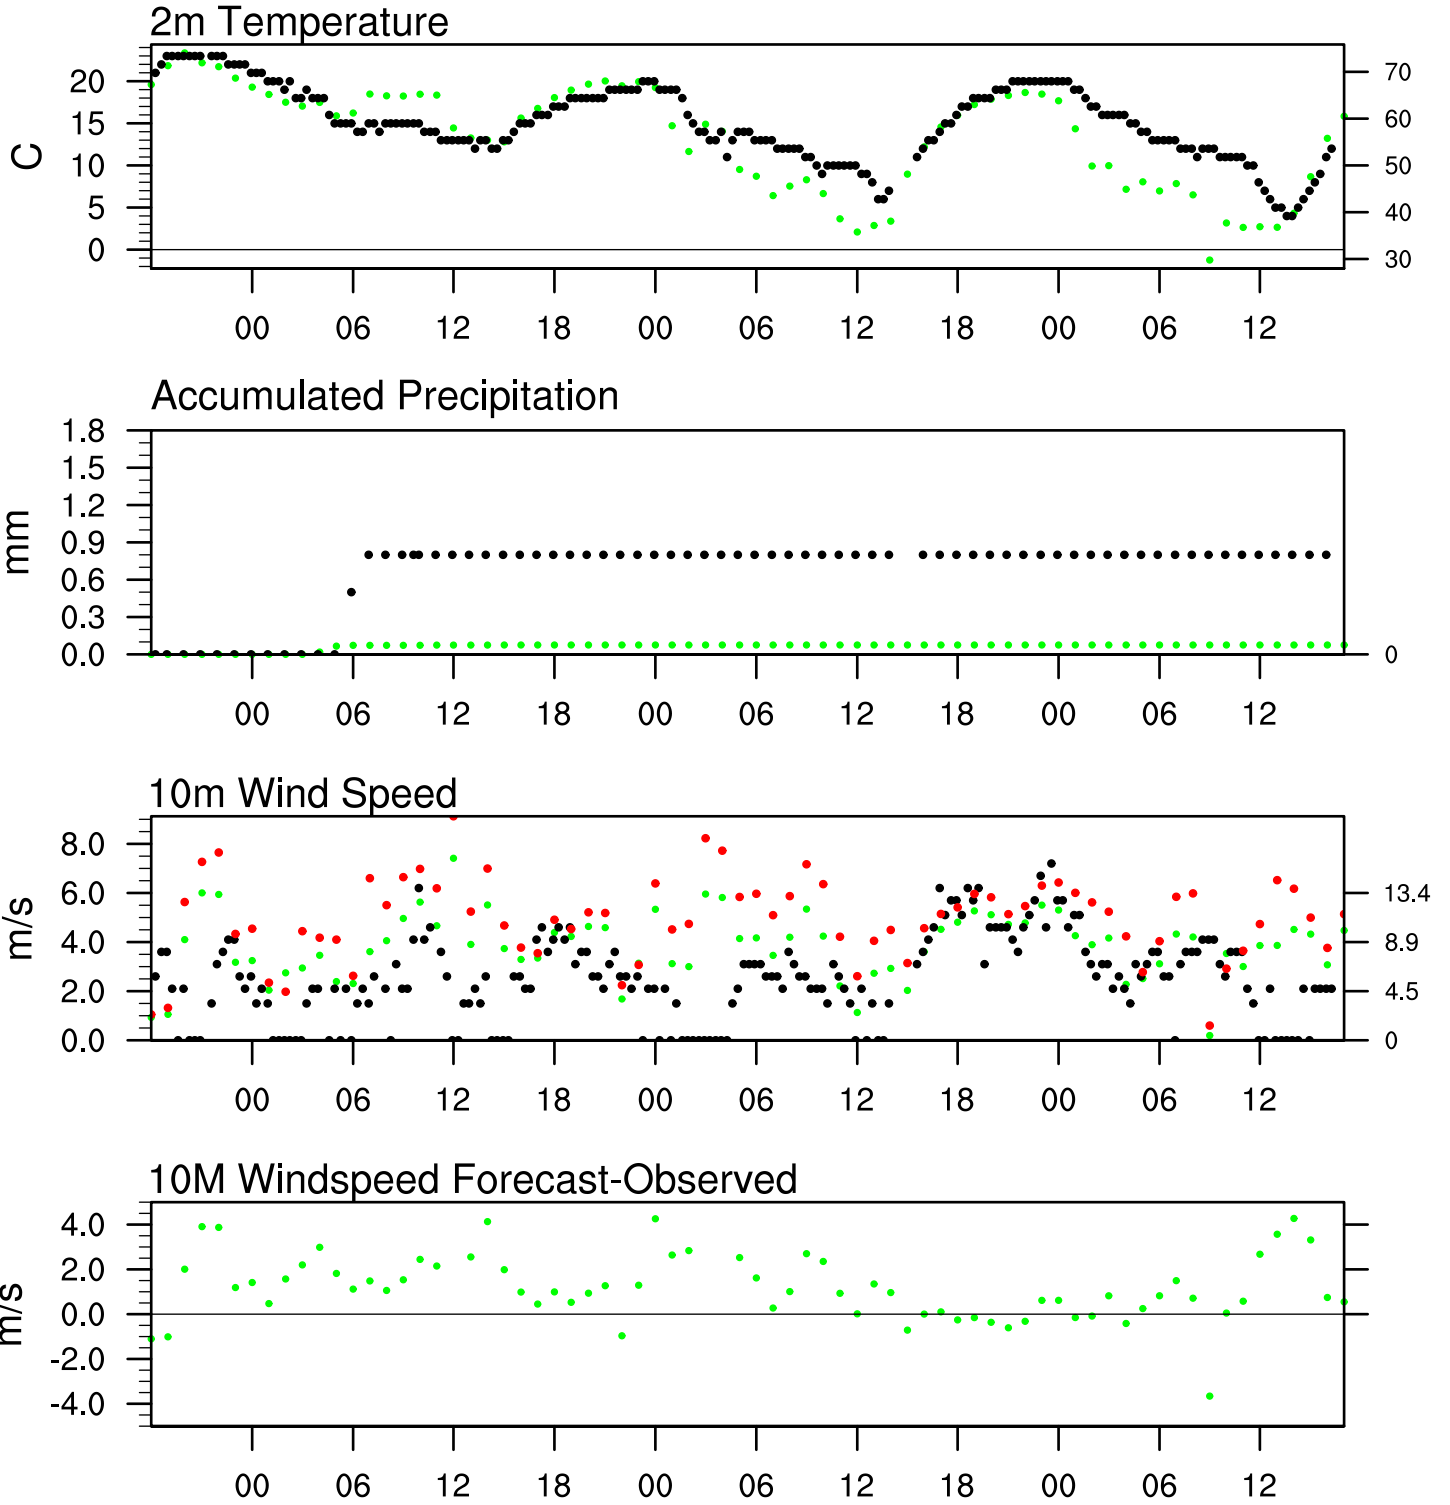 2m Temperature
C
20
15
10
5
0
70
60
50
40
30
00 06 12 18 00 06 12 18 00 06 12
Accumulated Precipitation
mm
1.8
1.5
1.2
0.9
0.6
0.3
0.0
0
00 06 12 18 00 06 12 18 00 06 12
10m Wind Speed
m/s
8.0
6.0
4.0
2.0
0.0
13.4
8.9
4.5
0
00 06 12 18 00 06 12 18 00 06 12
10M Windspeed Forecast-Observed
m/s
4.0
2.0
0.0
-2.0
-4.0
00 06 12 18 00 06 12 18 00 06 12